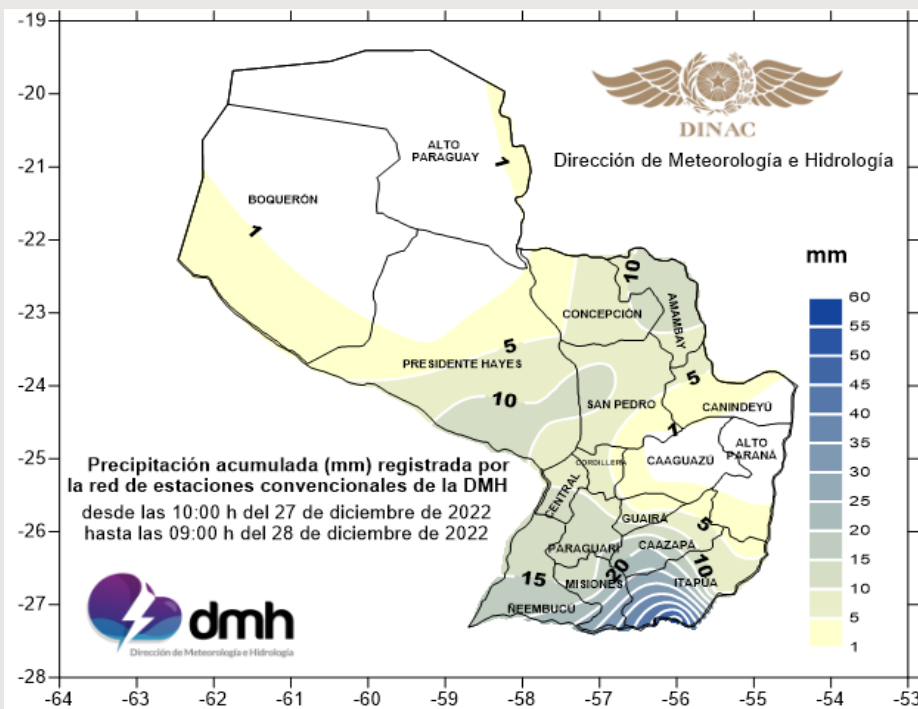 -19
-20
-21
-22
-23
-24
-25
-26
-27
-28
-64
-63
-62
-61
-60
-59
-58
-57
-56
-55
-54
-53
DINAC
Dirección de Meteorología e Hidrología
ALTO
PARAGUAY
1
BOQUERÓN
1
10
CONCEPCIÓN
AMAMBAY
5
PRESIDENTE HAYES
5
10
SAN PEDRO
CANINDEYÚ
1
ALTO
PARANÁ
CAAGUAZÚ
CORDILLERA
CENTRAL
GUAIRÁ
5
PARAGUARÍ
CAAZAPÁ
10
20
15
MISIONES
ITAPÚA
ÑEEMBUCÚ
mm
60
55
50
45
40
35
30
25
20
15
10
5
1
Precipitación acumulada (mm) registrada por
la red de estaciones convencionales de la DMH
desde las 10:00 h del 27 de diciembre de 2022
hasta las 09:00 h del 28 de diciembre de 2022
dmh
Dirección de Meteorología e Hidrología